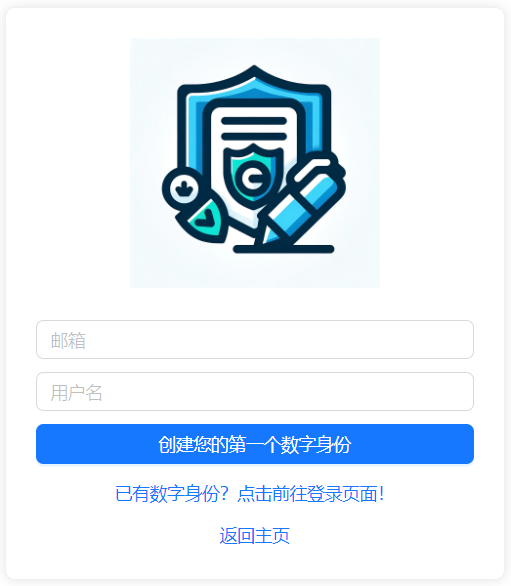 邮箱
用户名
创建您的第一个数字身份
已有数字身份？点击前往登录页面！
返回主页